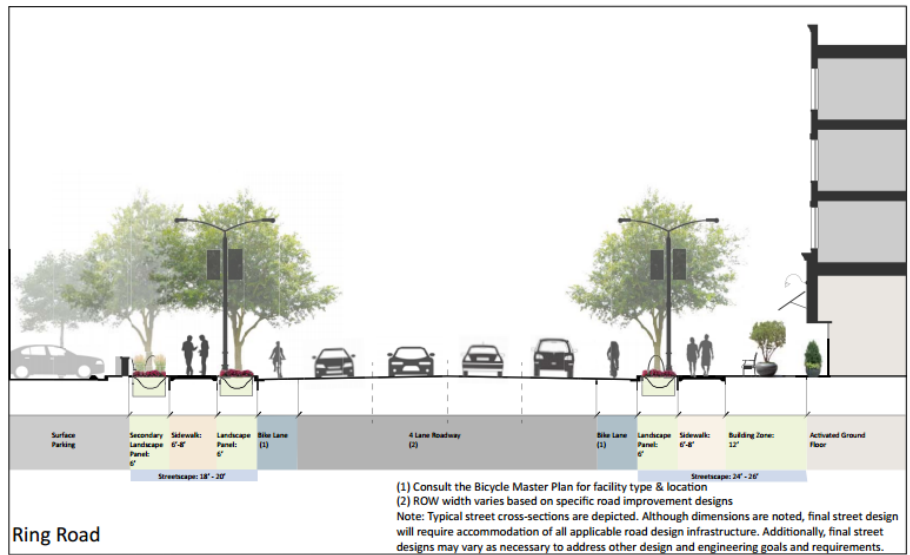 Surface
Parking
Secondary
Landscape
Panel:
6'
Sidewalk:
6'-8'
Landscape
Panel:
6'
Bike Lane
(1)
4 Lane Roadway
(2)
Bike Lane
(1)
Landscape
Panel:
6'
Sidewalk:
6'-8'
Building Zone:
12'
Activated Ground
Floor
Streetscape: 18' - 20'
Streetscape: 24' - 26'
(1) Consult the Bicycle Master Plan for facility type & location
(2) ROW width varies based on specific road improvement designs
Note: Typical street cross-sections are depicted. Although dimensions are noted, final street design
will require accommodation of all applicable road design infrastructure. Additionally, final street
designs may vary as necessary to address other design and engineering goals and requirements.
Ring Road